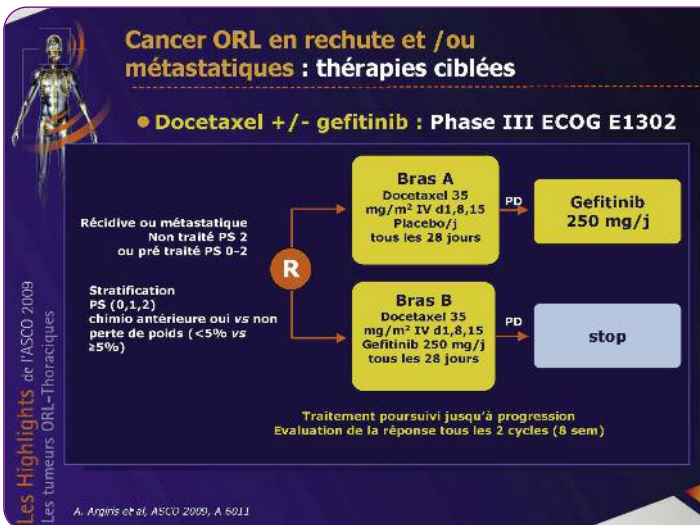 Cancer ORL en rechute et /ou
métastatiques : thérapies ciblées
Docetaxel +/- gefitinib : Phase III ECOG E1302
Récidive ou métastatique
Non traité PS 2
ou pré traité PS 0-2
Stratification
PS (0,1,2)
chimio antérieure oui vs non
perte de poids (<5% vs
≥5%)
R
Bras A
Docetaxel 35
mg/m² IV d1,8,15
Placebo/j
tous les 28 jours
PD
Gefitinib
250 mg/j
Bras B
Docetaxel 35
mg/m² IV d1,8,15
Gefitinib 250 mg/j
tous les 28 jours
PD
stop
Traitement poursuivi jusqu'à progression
Evaluation de la réponse tous les 2 cycles (8 sem)
Les Highlights de l'ASCO 2009
Les tumeurs ORL-Thoraciques
A. Argiris et al, ASCO 2009, A 6011